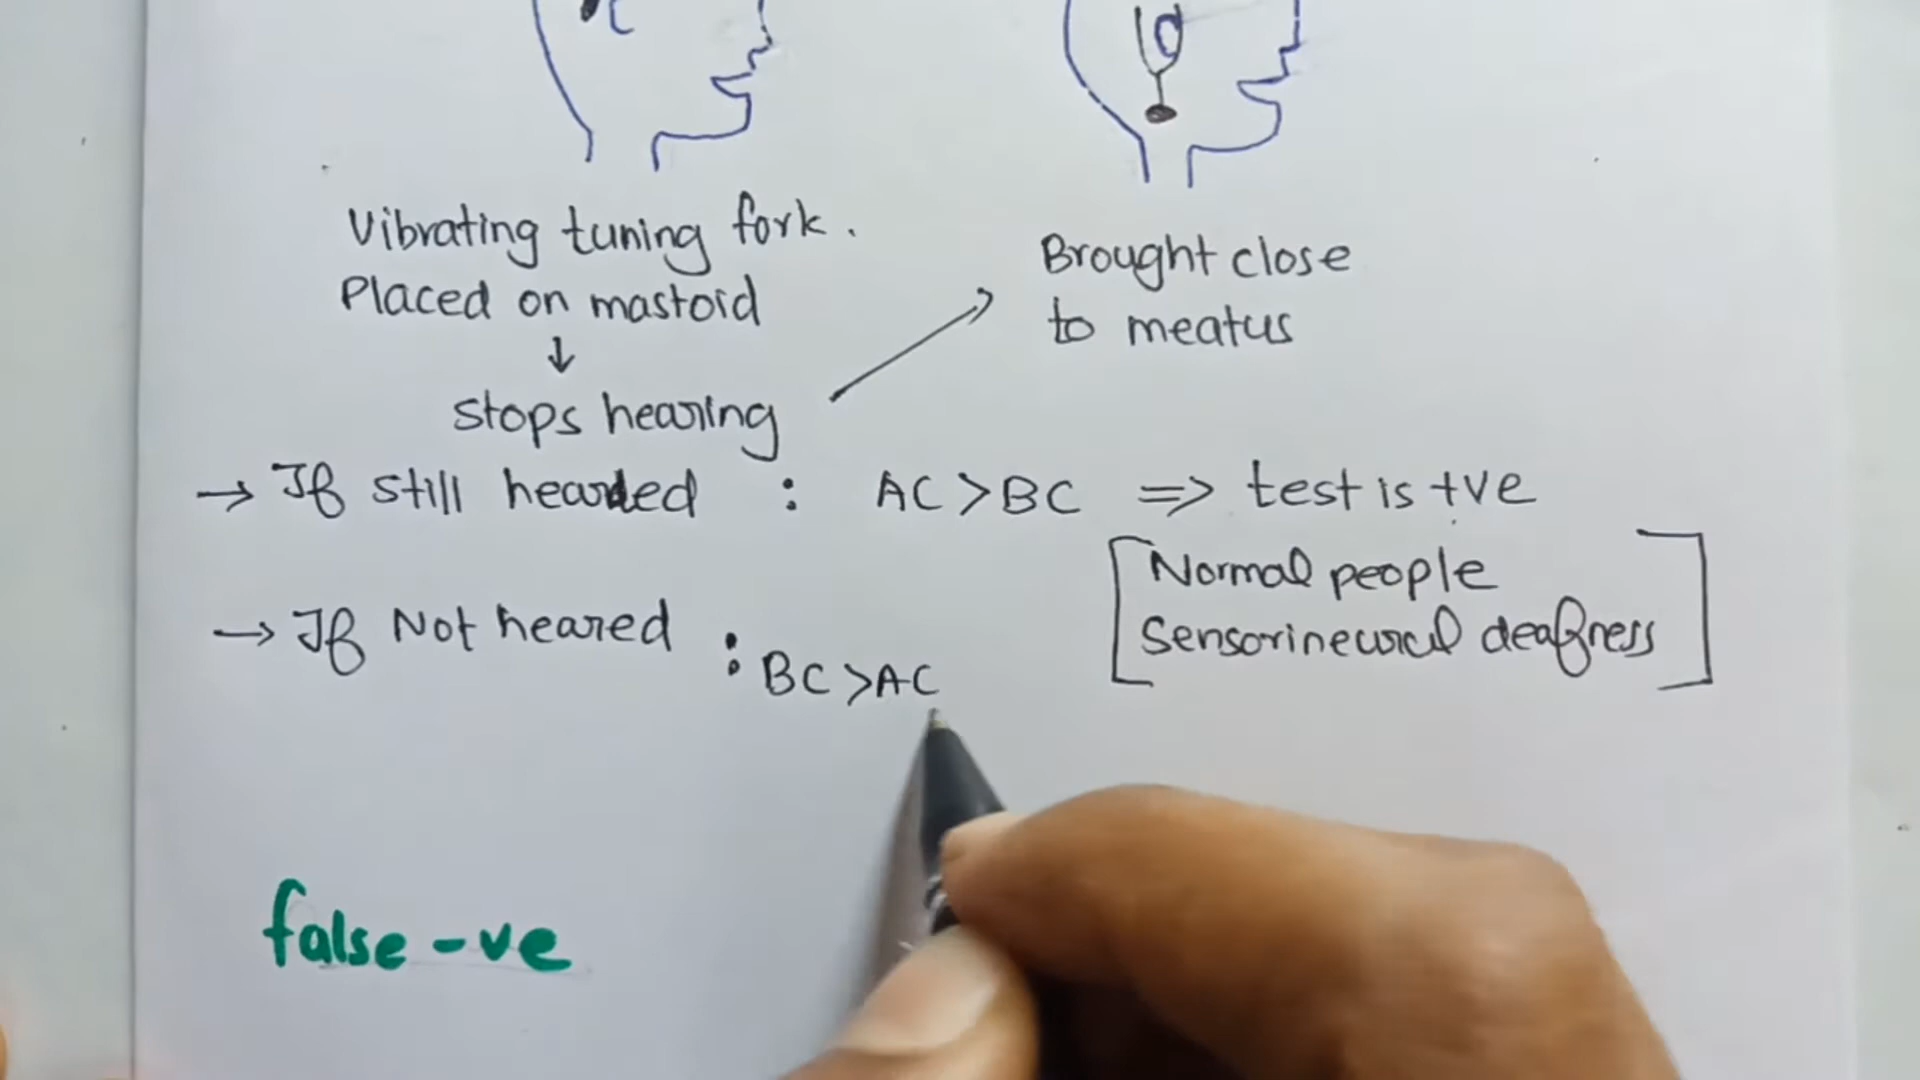 Vibrating tuning fork.
Placed on mastoid
↓
stops hearing
Brought close
to meatus
→ If still hearded : AC > BC ⇒ test is +ve
[Normal people
Sensorineural deafness]
→ If Not heared : BC > AC
false -ve